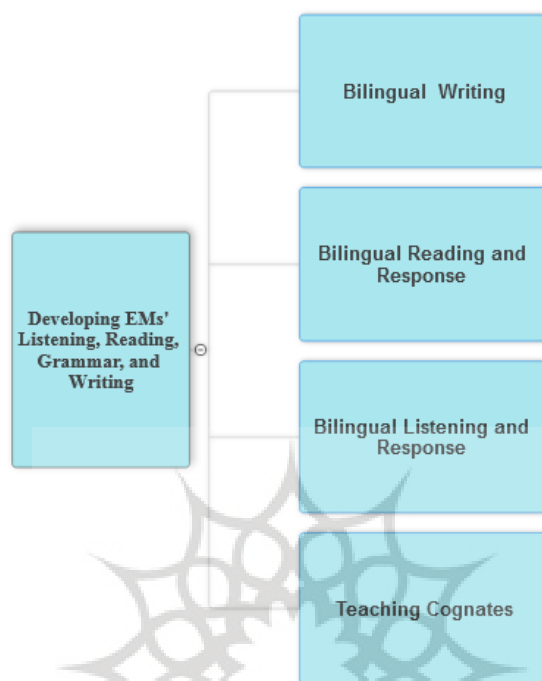 Bilingual Writing
Bilingual Reading and
Response
Developing EMs'
Listening, Reading,
Grammar, and
Writing
Bilingual Listening and
Response
Teaching Cognates